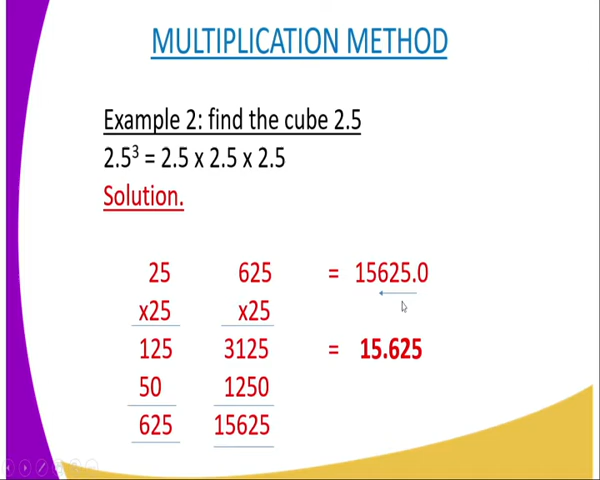 MULTIPLICATION METHOD
Example 2: find the cube 2.5
2.5³ = 2.5 x 2.5 x 2.5
Solution.
25 625 = 15625.0
x25 x25
125 3125 = 15.625
50 1250
625 15625